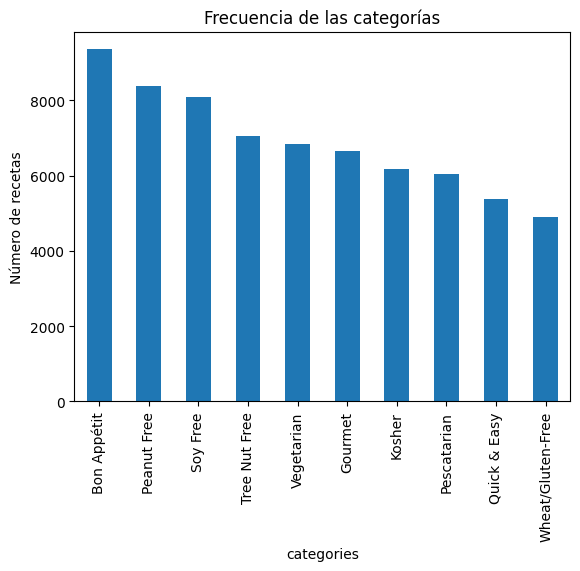 Frecuencia de las categorías
Número de recetas
8000
6000
4000
2000
0
Bon Appétit
Peanut Free
Soy Free
Tree Nut Free
Vegetarian
Gourmet
Kosher
Pescatarian
Quick & Easy
Wheat/Gluten-Free
categories